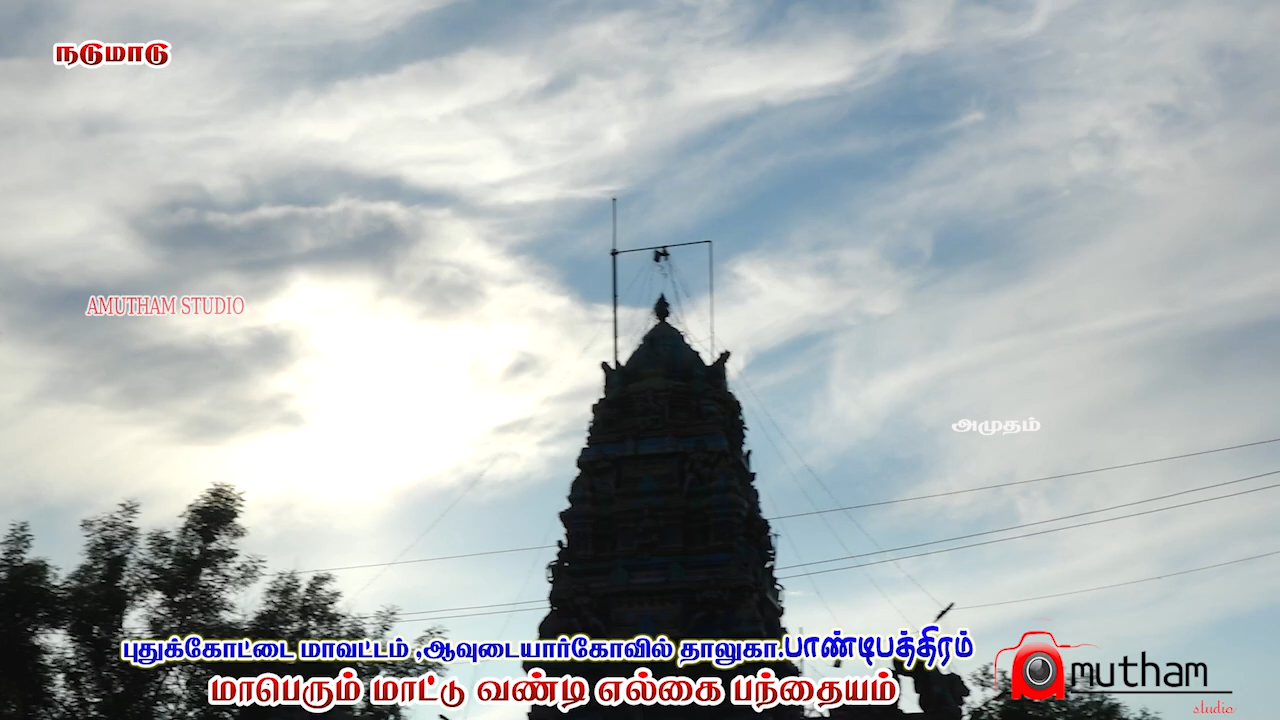 நடுமாடு
AMUTHAM STUDIO
அமுதம்
புதுக்கோட்டை மாவட்டம் ,ஆவுடையார்கோவில் தாலுகா.பாண்டிபத்திரம்
மாபெரும் மாட்டு வண்டி எல்கை பந்தையம்
amutham
studio